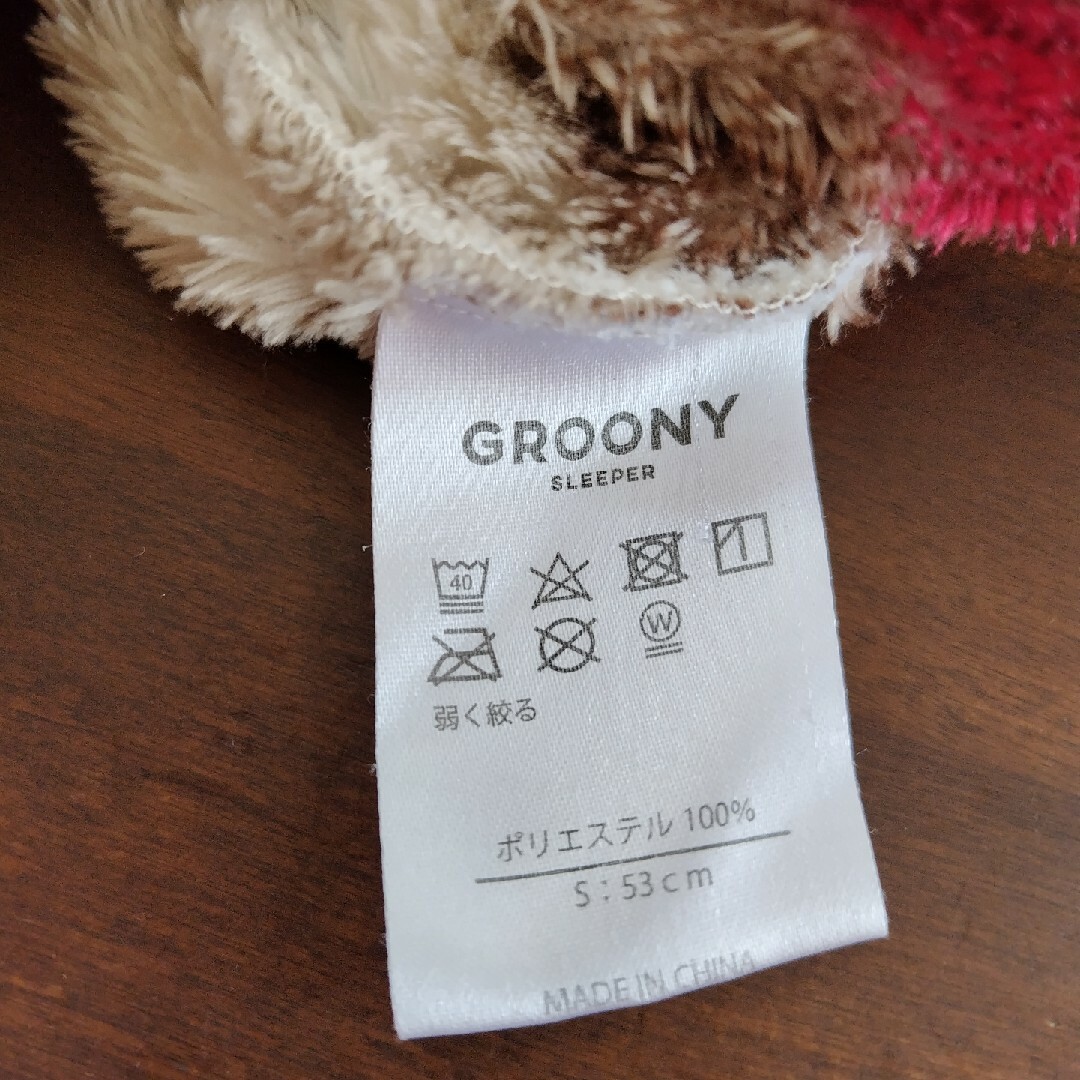 GROONY
SLEEPER
40
W
弱く絞る
ポリエステル 100%
S : 53cm
MADE IN CHINA